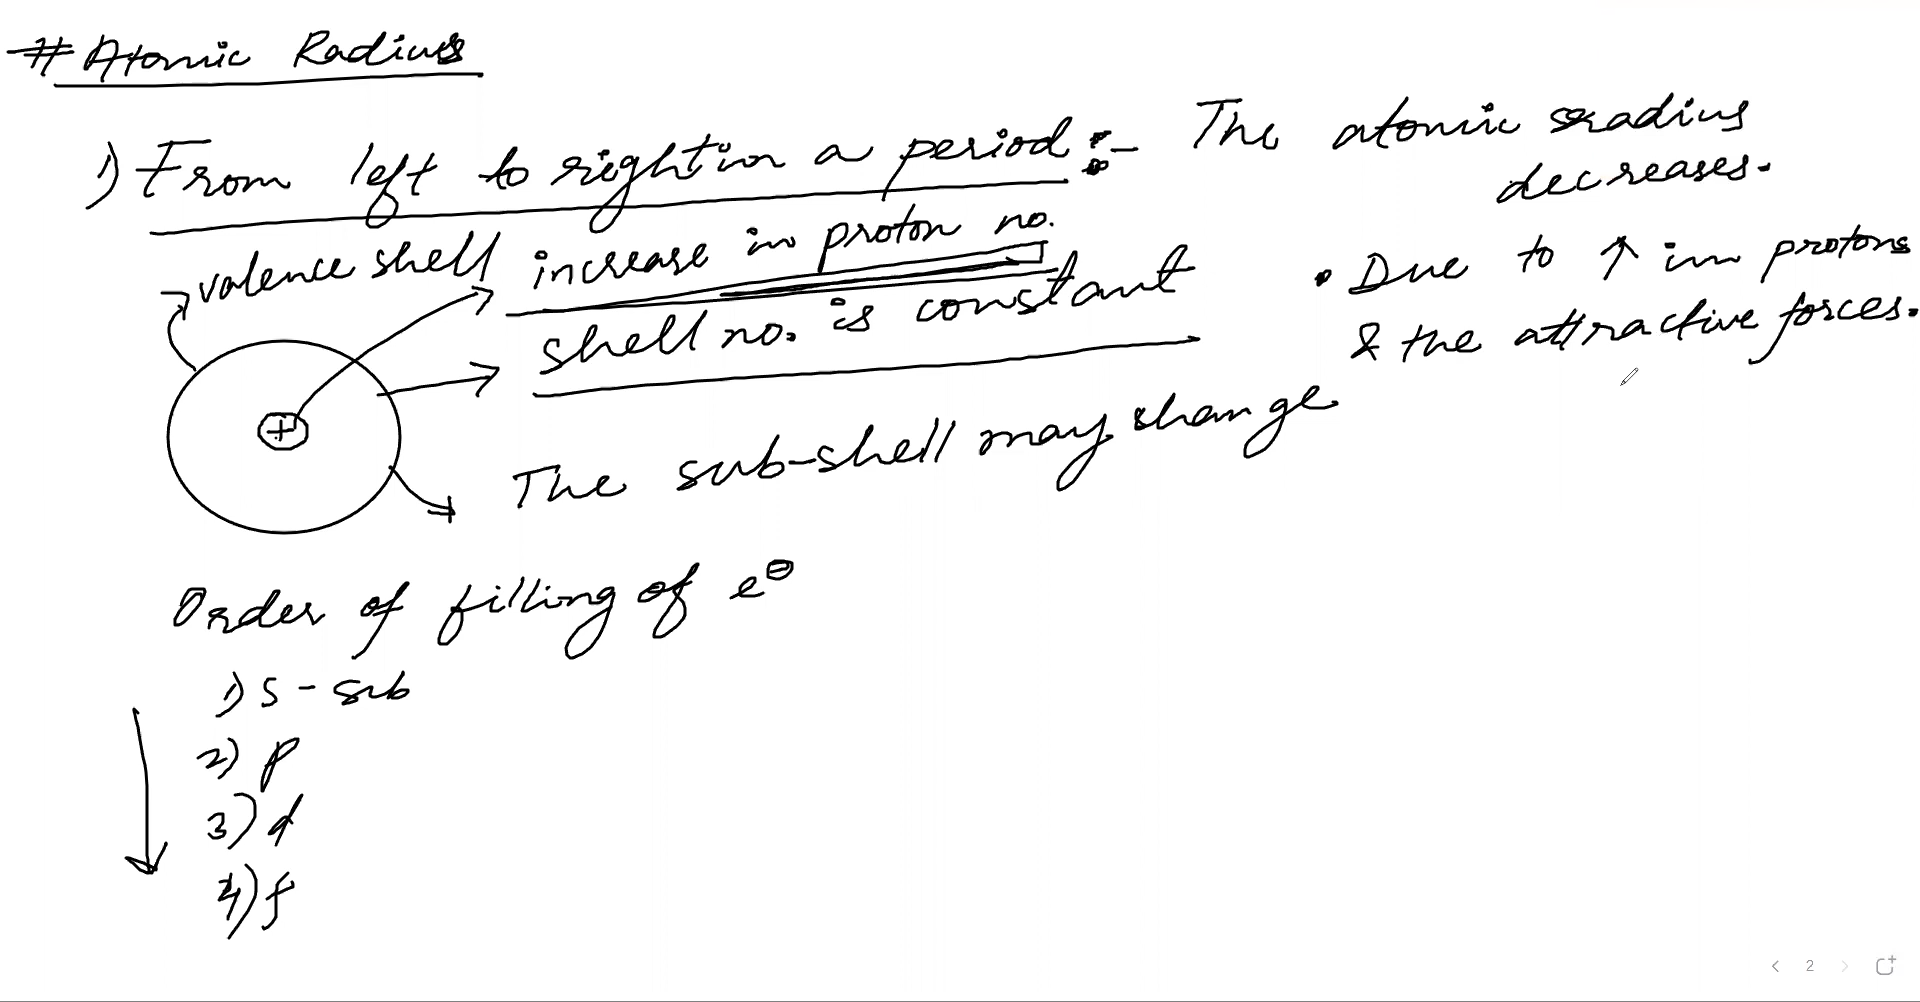 # Atomic Radius
1) From left to right in a period :- The atomic radius
decreases.
valence shell
increase in proton no.
shell no. is constant
The sub-shell may change
• Due to ↑ in protons
& the attractive forces.
+
Order of filling of e⊖
1) S - sub
2) p
3) d
4) f
2